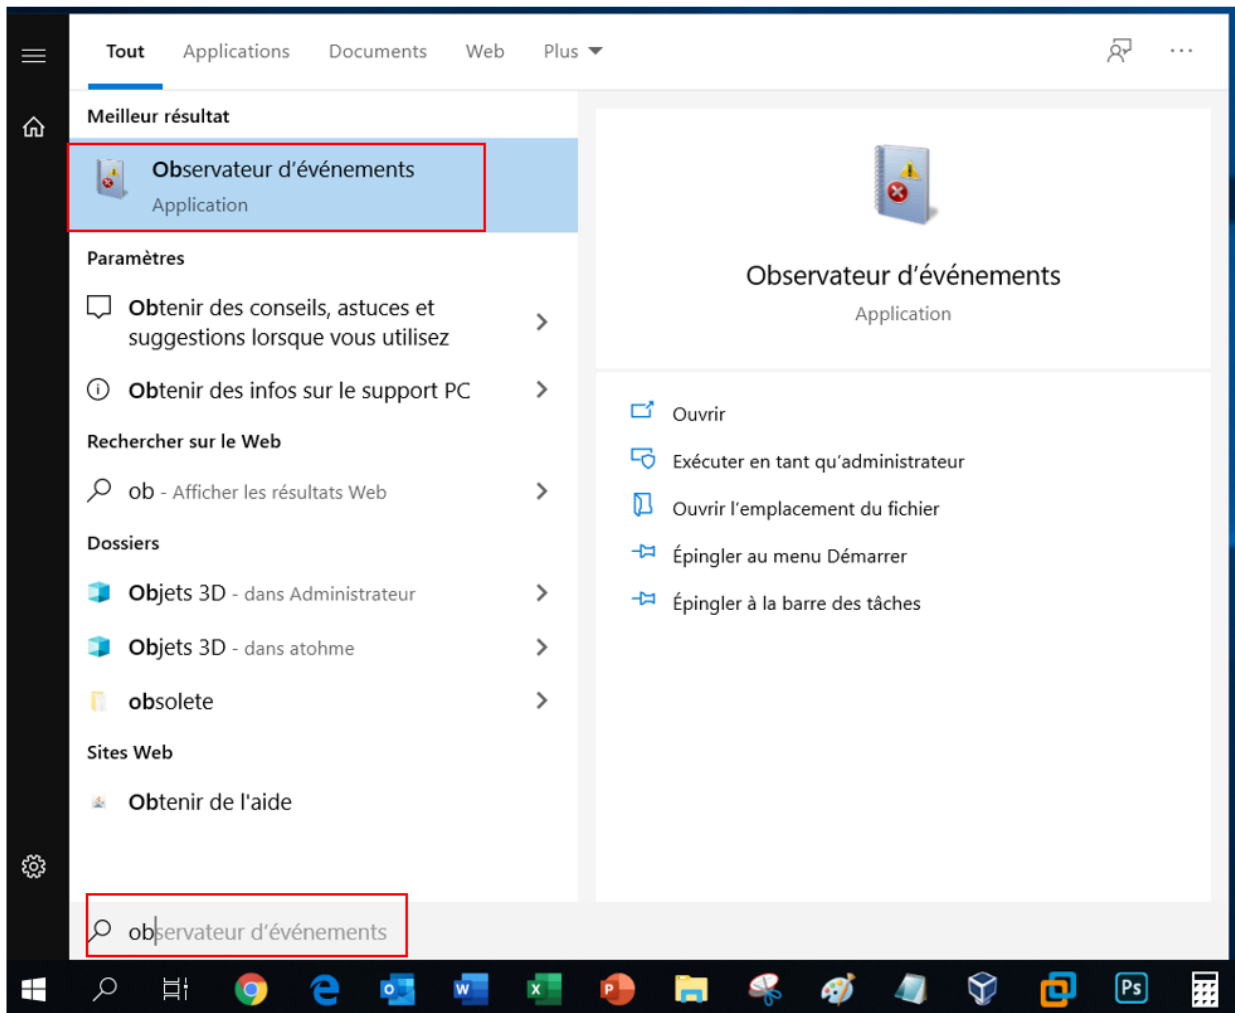 Tout Applications Documents Web Plus
Meilleur résultat
Observateur d'événements
Application
Paramètres
Obtenir des conseils, astuces et
suggestions lorsque vous utilisez
Obtenir des infos sur le support PC
Rechercher sur le Web
ob - Afficher les résultats Web
Dossiers
Objets 3D - dans Administrateur
Objets 3D - dans atohme
obsolete
Sites Web
Obtenir de l'aide
observateur d'événements
Observateur d'événements
Application
Ouvrir
Exécuter en tant qu'administrateur
Ouvrir l'emplacement du fichier
Épingler au menu Démarrer
Épingler à la barre des tâches
o W X P Ps